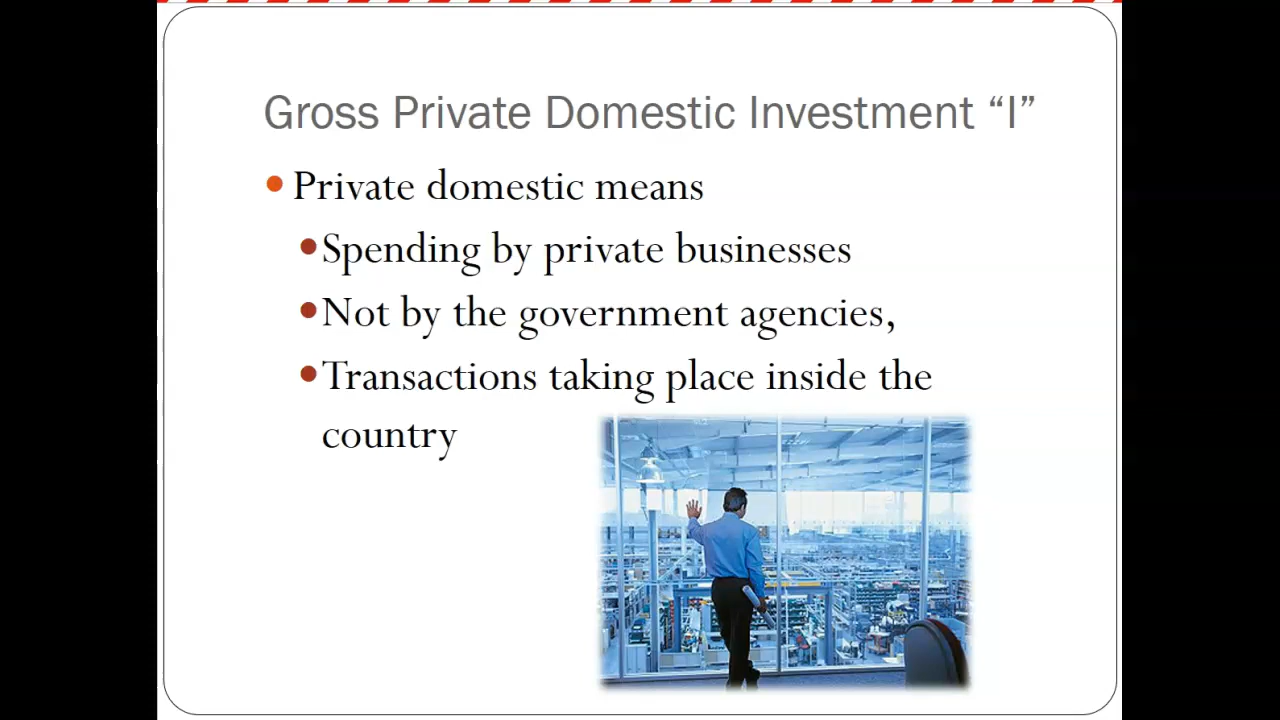 Gross Private Domestic Investment “I”
Private domestic means
Spending by private businesses
Not by the government agencies,
Transactions taking place inside the
country